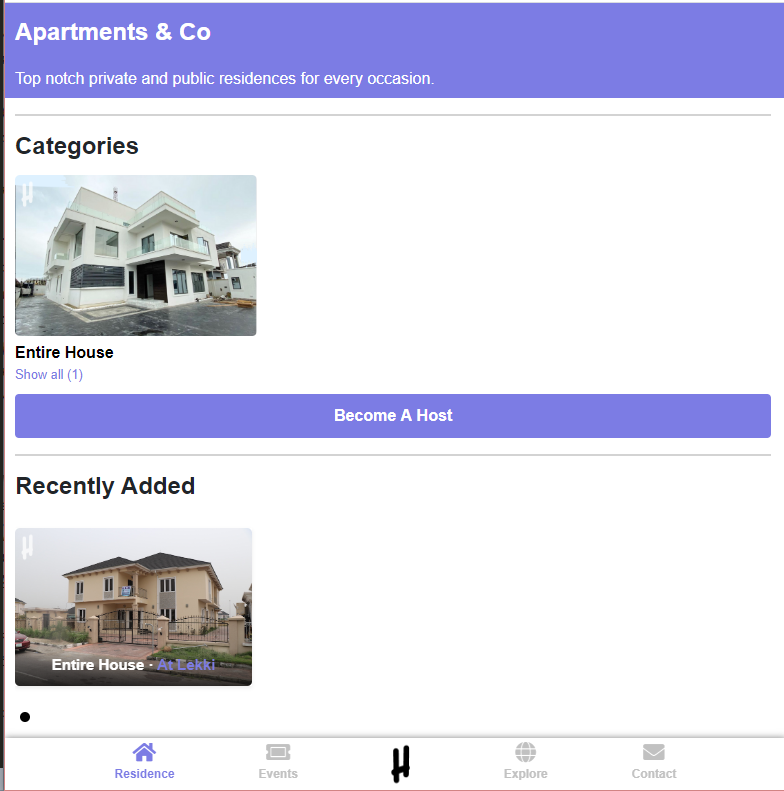 Apartments & Co
Top notch private and public residences for every occasion.
Categories
Entire House
Show all (1)
Become A Host
Recently Added
Entire House · At Lekki
Residence
Events
Explore
Contact